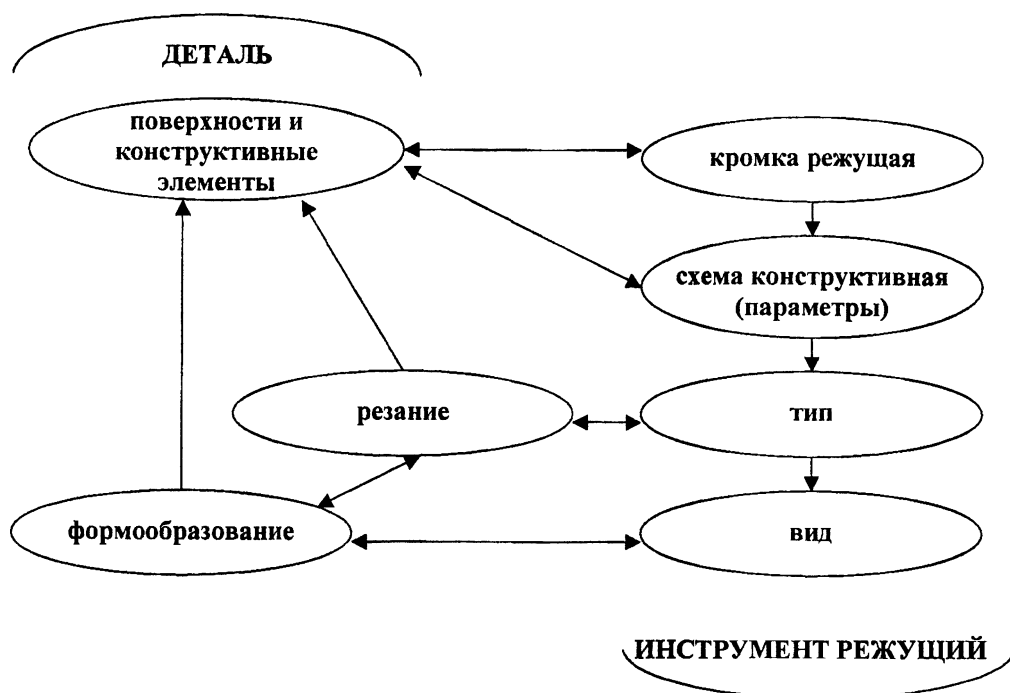 ДЕТАЛЬ
поверхности и
конструктивные
элементы
кромка режущая
схема конструктивная
(параметры)
резание
тип
формообразование
вид
ИНСТРУМЕНТ РЕЖУЩИЙ